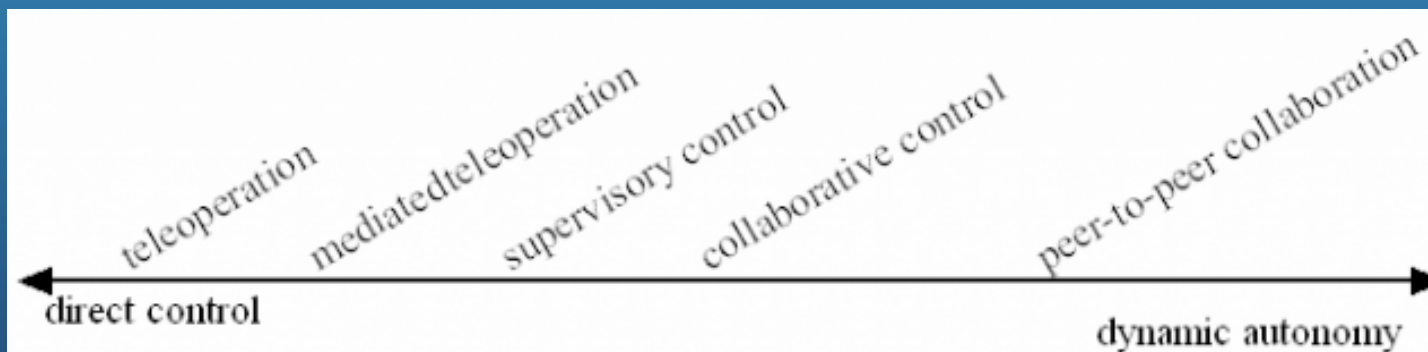 teleoperation
mediatedteleoperation
supervisory control
collaborative control
peer-to-peer collaboration
direct control
dynamic autonomy